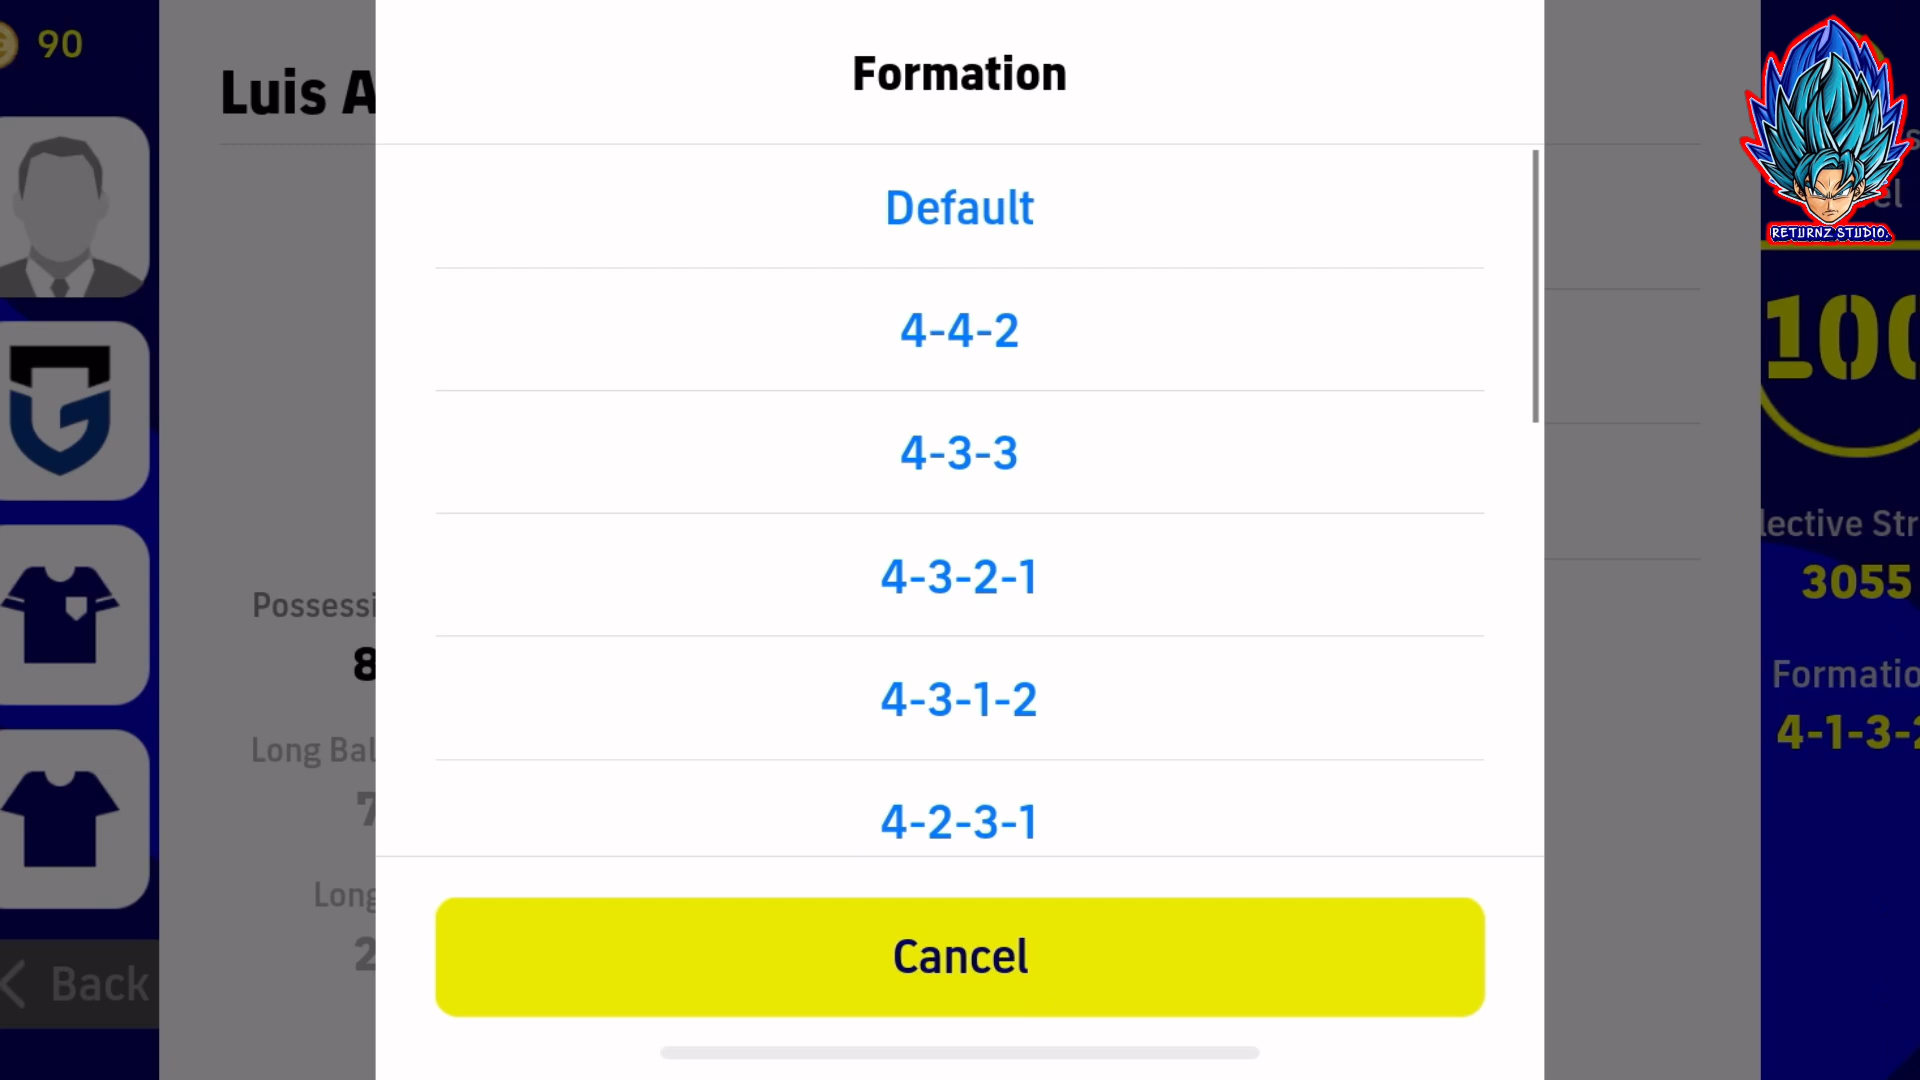 90
Luis A
Formation
Default
4-4-2
4-3-3
4-3-2-1
4-3-1-2
4-2-3-1
Cancel
Possessi
8
Long Bal
7
Long
2
Back
RETURNZ STUDIO.
el
100
lective Str
3055
Formatio
4-1-3-2